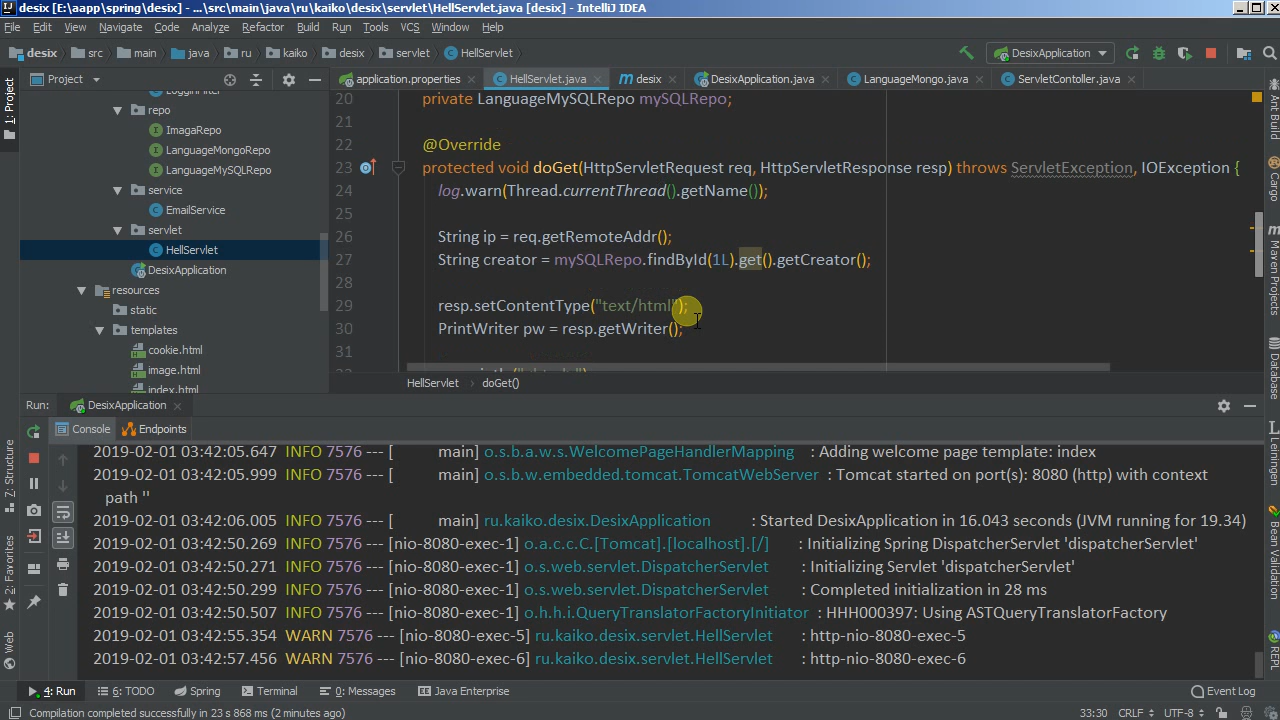 desix [E:\aapp\spring\desix] - ...\src\main\java\ru\kaiko\desix\servlet\HellServlet.java [desix] - IntelliJ IDEA
File Edit View Navigate Code Analyze Refactor Build Run Tools VCS Window Help
desix src main java ru kaiko desix servlet HellServlet DesixApplication
Project application.properties HellServlet.java desix DesixApplication.java LanguageMongo.java ServletContoller.java
1: Project
repo
ImagaRepo
LanguageMongoRepo
LanguageMySQLRepo
service
EmailService
servlet
HellServlet
DesixApplication
resources
static
templates
cookie.html
image.html
index.html
20 private LanguageMySQLRepo mySQLRepo;
21
22 @Override
23 protected void doGet(HttpServletRequest req, HttpServletResponse resp) throws ServletException, IOException {
24 log.warn(Thread.currentThread().getName());
25
26 String ip = req.getRemoteAddr();
27 String creator = mySQLRepo.findById(1L).get().getCreator();
28
29 resp.setContentType("text/html");
30 PrintWriter pw = resp.getWriter();
31
HellServlet › doGet()
Ant Build
Cargo
Maven Projects
Database
Leiningen
Bean Validation
REPL
Run: DesixApplication
Console Endpoints
2019-02-01 03:42:05.647 INFO 7576 --- [ main] o.s.b.a.w.s.WelcomePageHandlerMapping : Adding welcome page template: index
2019-02-01 03:42:05.999 INFO 7576 --- [ main] o.s.b.w.embedded.tomcat.TomcatWebServer : Tomcat started on port(s): 8080 (http) with context
path ''
2019-02-01 03:42:06.005 INFO 7576 --- [ main] ru.kaiko.desix.DesixApplication : Started DesixApplication in 16.043 seconds (JVM running for 19.34)
2019-02-01 03:42:50.269 INFO 7576 --- [nio-8080-exec-1] o.a.c.c.C.[Tomcat].[localhost].[/] : Initializing Spring DispatcherServlet 'dispatcherServlet'
2019-02-01 03:42:50.271 INFO 7576 --- [nio-8080-exec-1] o.s.web.servlet.DispatcherServlet : Initializing Servlet 'dispatcherServlet'
2019-02-01 03:42:50.299 INFO 7576 --- [nio-8080-exec-1] o.s.web.servlet.DispatcherServlet : Completed initialization in 28 ms
2019-02-01 03:42:50.507 INFO 7576 --- [nio-8080-exec-1] o.h.h.i.QueryTranslatorFactoryInitiator : HHH000397: Using ASTQueryTranslatorFactory
2019-02-01 03:42:55.354 WARN 7576 --- [nio-8080-exec-5] ru.kaiko.desix.servlet.HellServlet : http-nio-8080-exec-5
2019-02-01 03:42:57.456 WARN 7576 --- [nio-8080-exec-6] ru.kaiko.desix.servlet.HellServlet : http-nio-8080-exec-6
7: Structure
2: Favorites
Web
4: Run 6: TODO Spring Terminal 0: Messages Java Enterprise Event Log
Compilation completed successfully in 23 s 868 ms (2 minutes ago) 33:30 CRLF UTF-8